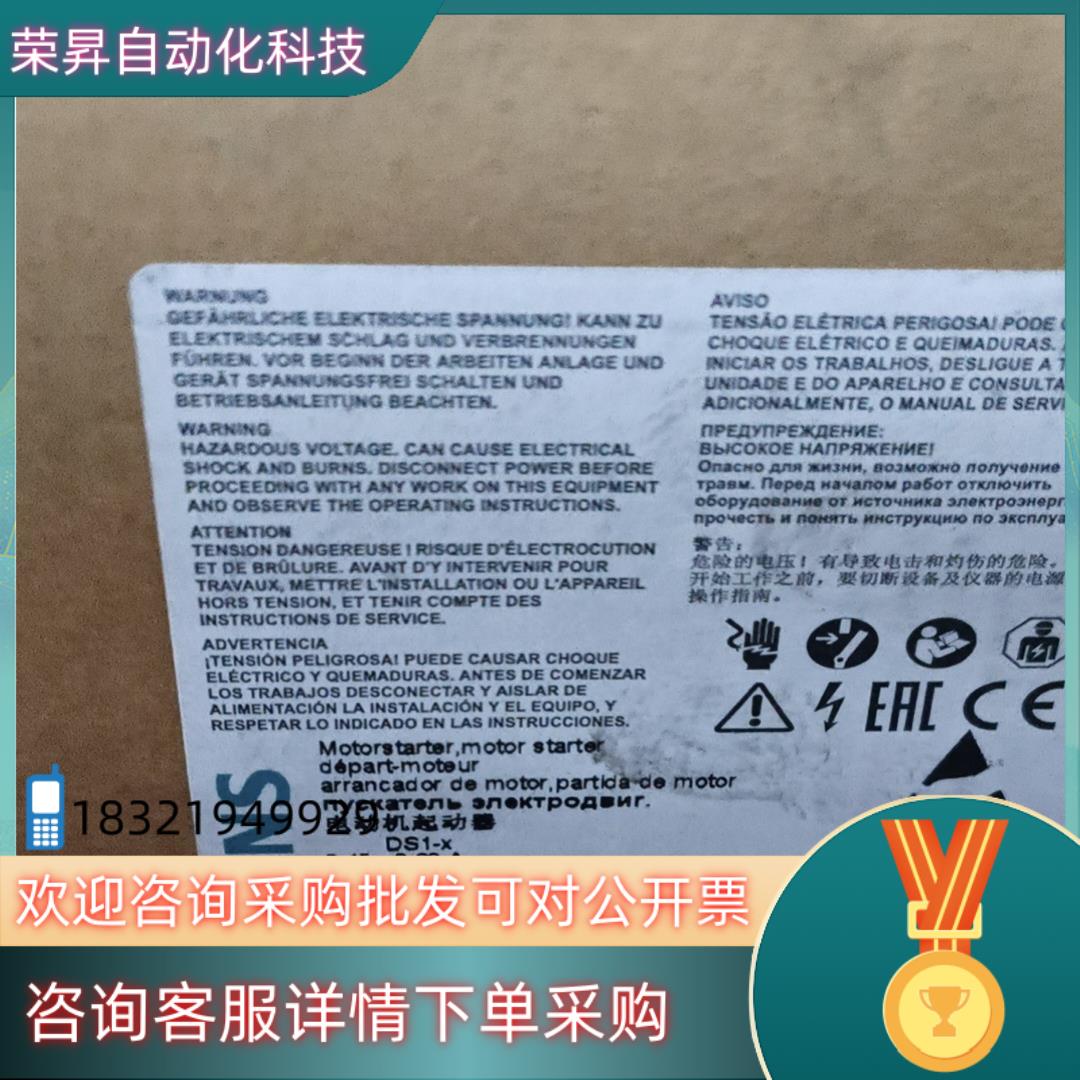 荣昇自动化科技
WARNUNG
GEFÄHRLICHE ELEKTRISCHE SPANNUNG! KANN ZU
ELEKTRISCHEM SCHLAG UND VERBRENNUNGEN
FÜHREN. VOR BEGINN DER ARBEITEN ANLAGE UND
GERÄT SPANNUNGSFREI SCHALTEN UND
BETRIEBSANLEITUNG BEACHTEN.
WARNING
HAZARDOUS VOLTAGE. CAN CAUSE ELECTRICAL
SHOCK AND BURNS. DISCONNECT POWER BEFORE
PROCEEDING WITH ANY WORK ON THIS EQUIPMENT
AND OBSERVE THE OPERATING INSTRUCTIONS.
ATTENTION
TENSION DANGEREUSE ! RISQUE D'ÉLECTROCUTION
ET DE BRÛLURE. AVANT D'Y INTERVENIR POUR
TRAVAUX, METTRE L'INSTALLATION OU L'APPAREIL
HORS TENSION, ET TENIR COMPTE DES
INSTRUCTIONS DE SERVICE.
ADVERTENCIA
¡TENSIÓN PELIGROSA! PUEDE CAUSAR CHOQUE
ELÉCTRICO Y QUEMADURAS. ANTES DE COMENZAR
LOS TRABAJOS DESCONECTAR Y AISLAR DE
ALIMENTACIÓN LA INSTALACIÓN Y EL EQUIPO, Y
RESPETAR LO INDICADO EN LAS INSTRUCCIONES.
AVISO
TENSÃO ELÉTRICA PERIGOSA! PODE
CHOQUE ELÉTRICO E QUEIMADURAS.
INICIAR OS TRABALHOS, DESLIGUE A
UNIDADE E DO APARELHO E CONSULTA
ADICIONALMENTE, O MANUAL DE SERVI
ПРЕДУПРЕЖДЕНИЕ:
ВЫСОКОЕ НАПРЯЖЕНИЕ!
Опасно для жизни, возможно получение
травм. Перед началом работ отключить
оборудование от источника электроэнерг
прочесть и понять инструкцию по эксплуа
警告：
危险的电压！有导致电击和灼伤的危险。
开始工作之前，要切断设备及仪器的电源
操作指南。
EAC CE
Motorstarter,motor starter
départ-moteur
arrancador de motor,partida de motor
пускатель электродвиг.
电动机起动器
DS1-x
NS
欢迎咨询采购批发可对公开票
咨询客服详情下单采购